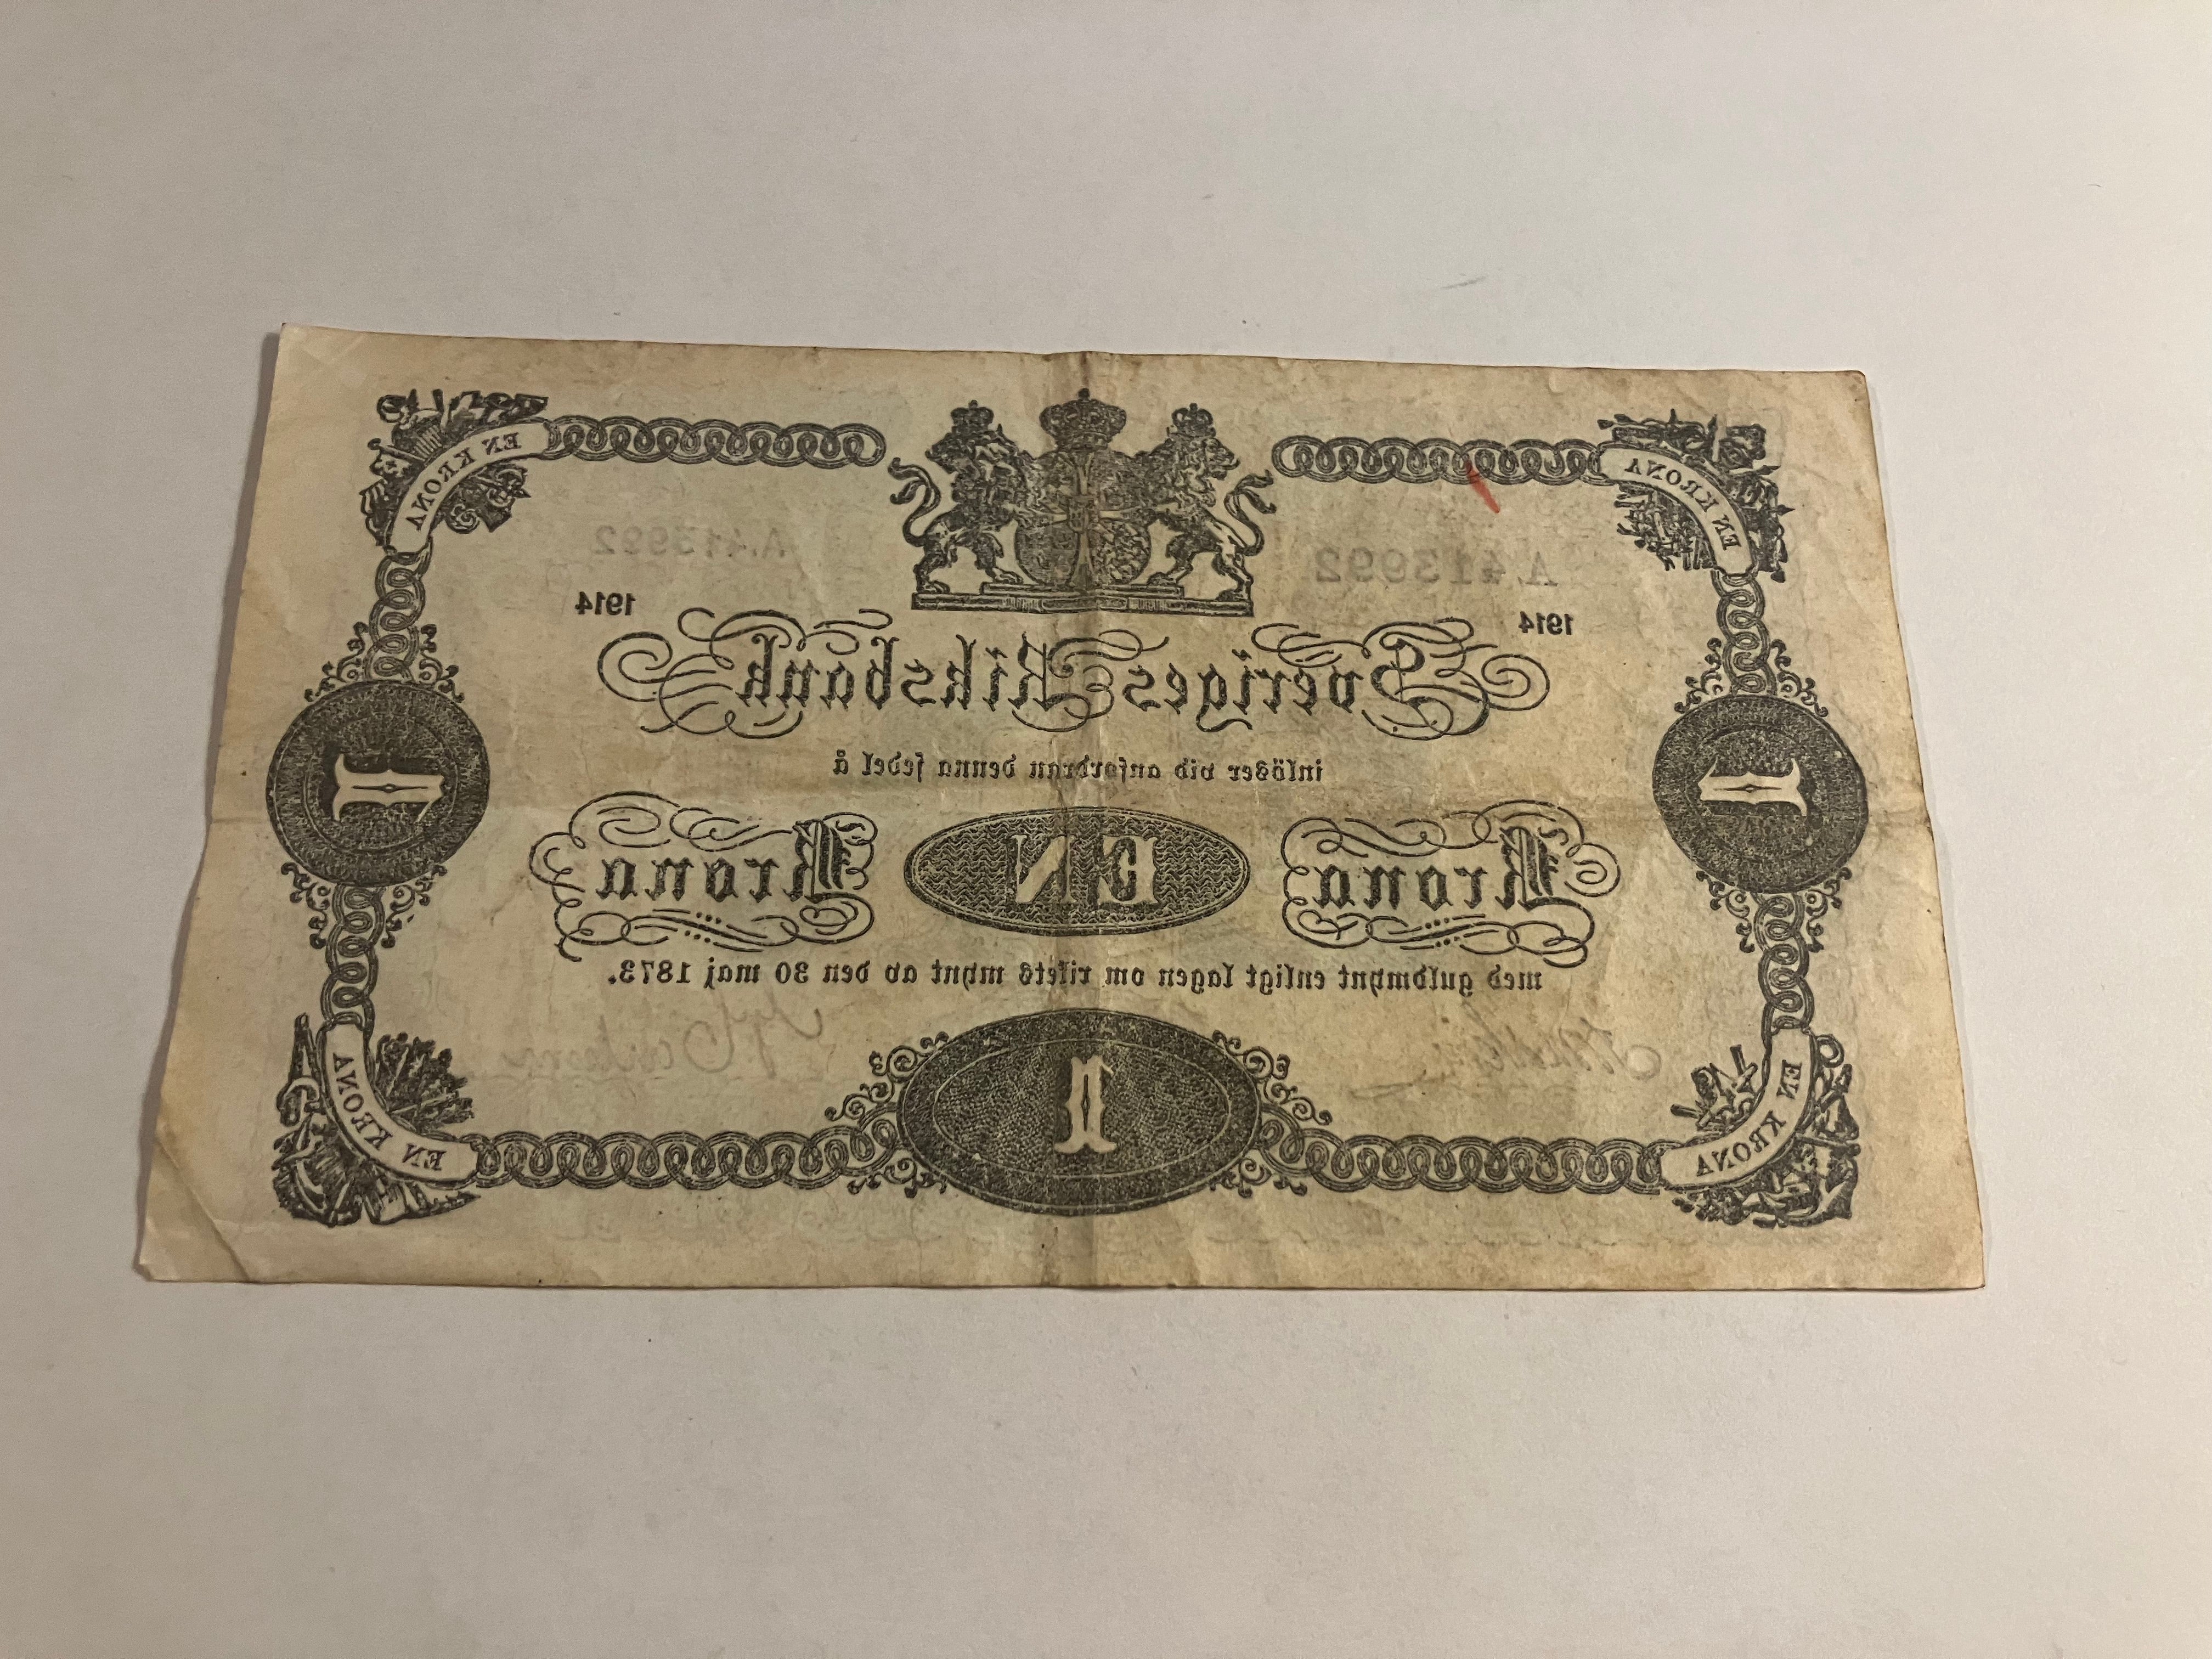 EN KRONA
EN KRONA
A.413992
A.413992
1914
1914
Sveriges Riksbank
inlöser vid anfordran denna sedel å
1
Krona
EN
Krona
1
med guldmynt enligt lagen om rikets mynt av den 30 maj 1873.
1
EN KRONA
EN KRONA